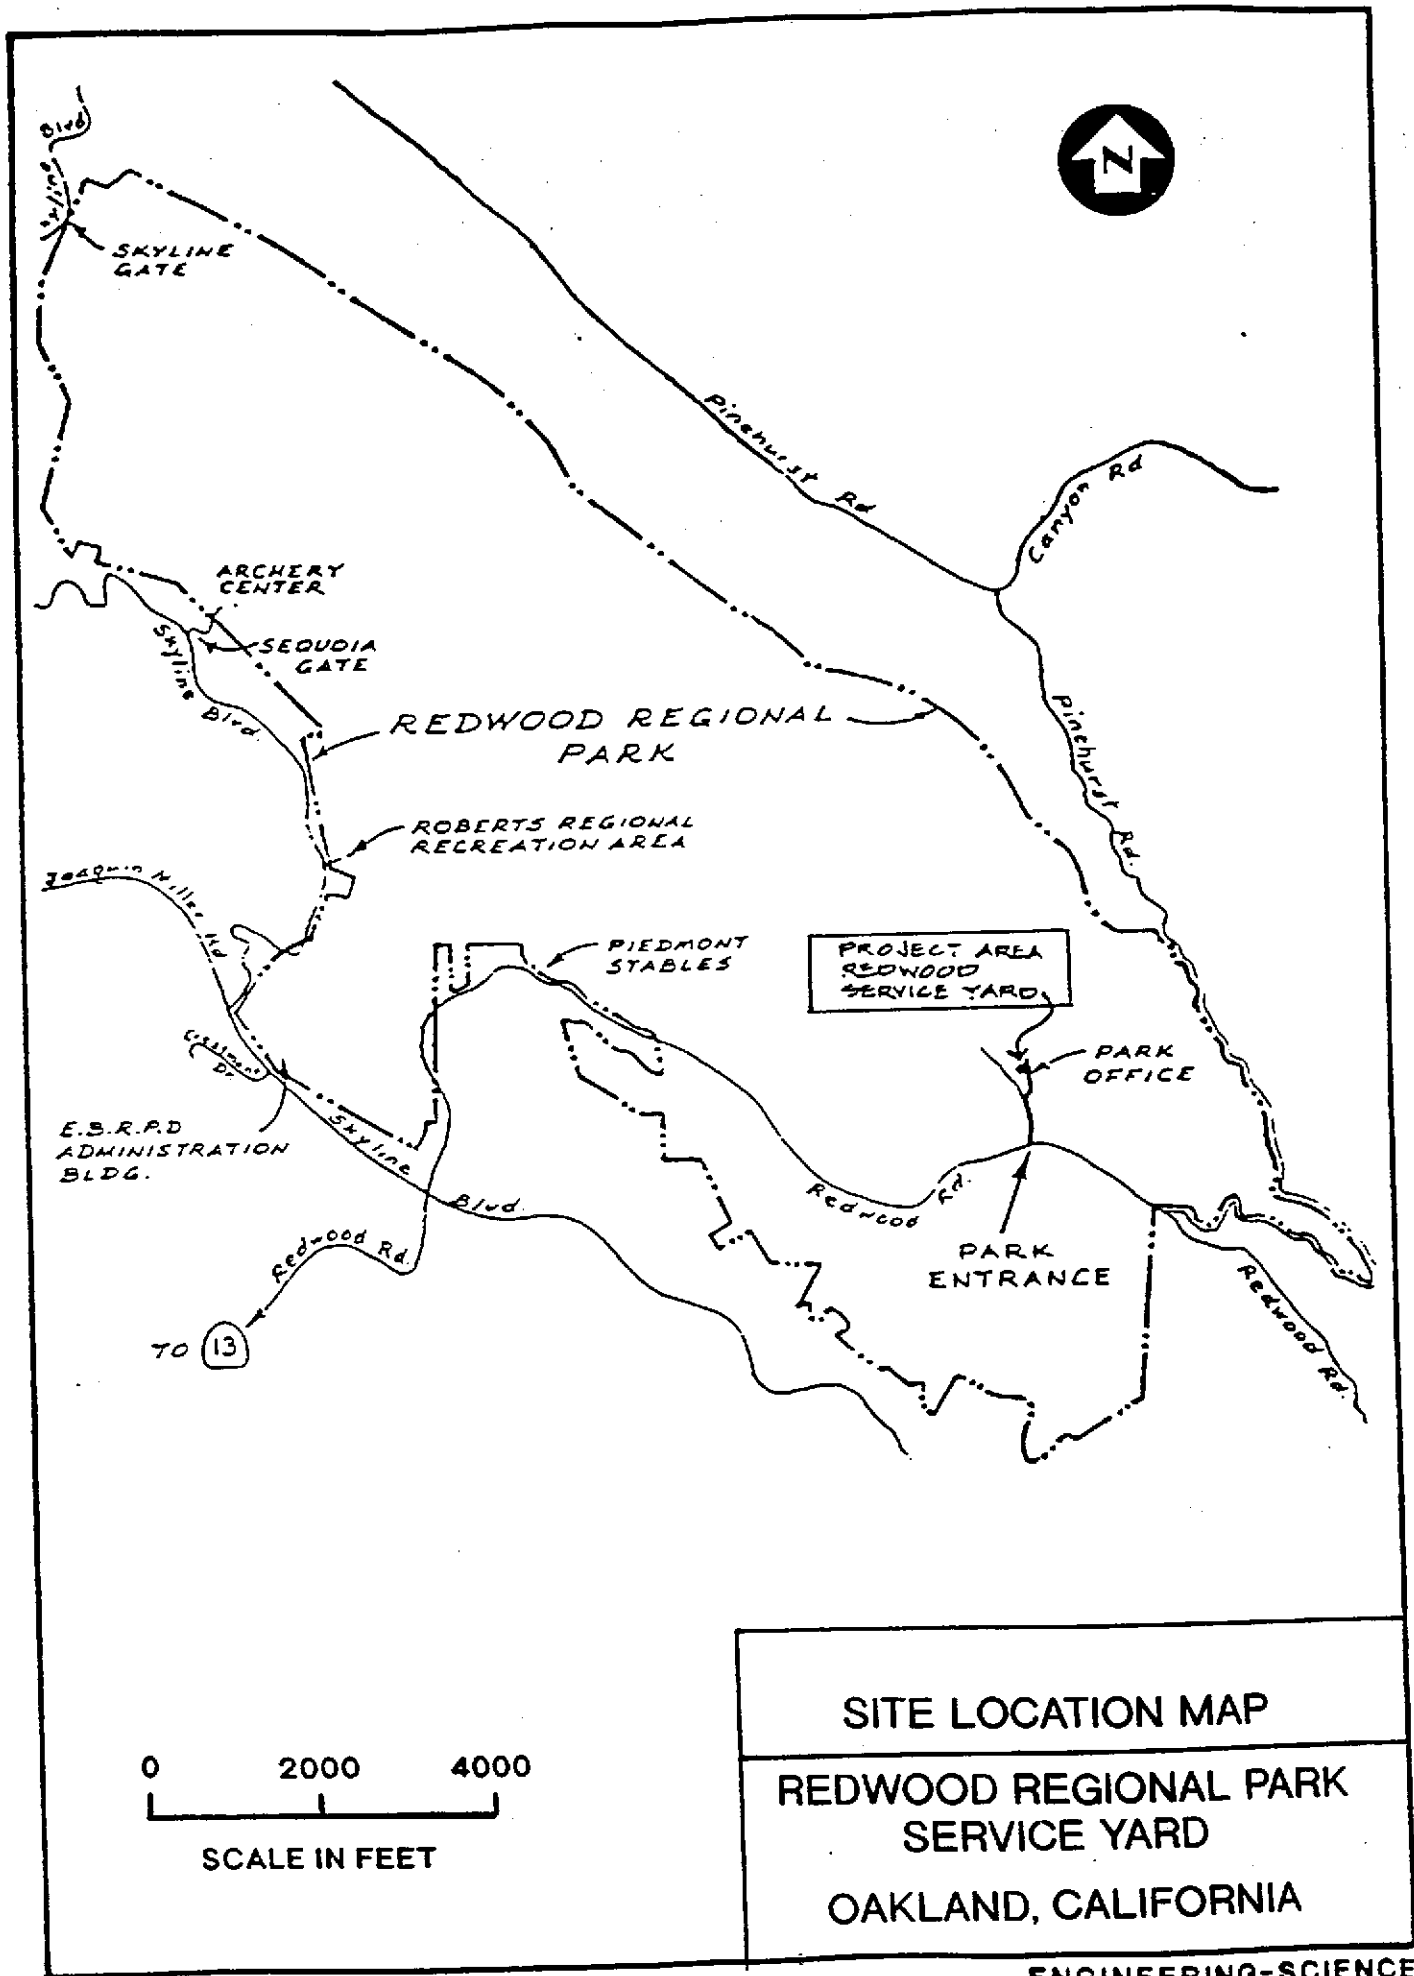 Blvd
Skyline
N
SKYLINE
GATE
Pinehurst Rd
Canyon Rd
ARCHERY
CENTER
SEQUOIA
GATE
Skyline Blvd.
REDWOOD REGIONAL
PARK
Pinehurst Rd.
ROBERTS REGIONAL
RECREATION AREA
Joaquin Miller Rd
PIEDMONT
STABLES
PROJECT AREA
REDWOOD
SERVICE YARD
PARK
OFFICE
Dr.
E.B.R.P.D
ADMINISTRATION
BLDG.
Skyline Blvd.
Redwood Rd.
Redwood Rd.
PARK
ENTRANCE
Redwood Rd.
TO 13
SITE LOCATION MAP
0 2000 4000
SCALE IN FEET
REDWOOD REGIONAL PARK
SERVICE YARD
OAKLAND, CALIFORNIA
ENGINEERING-SCIENCE